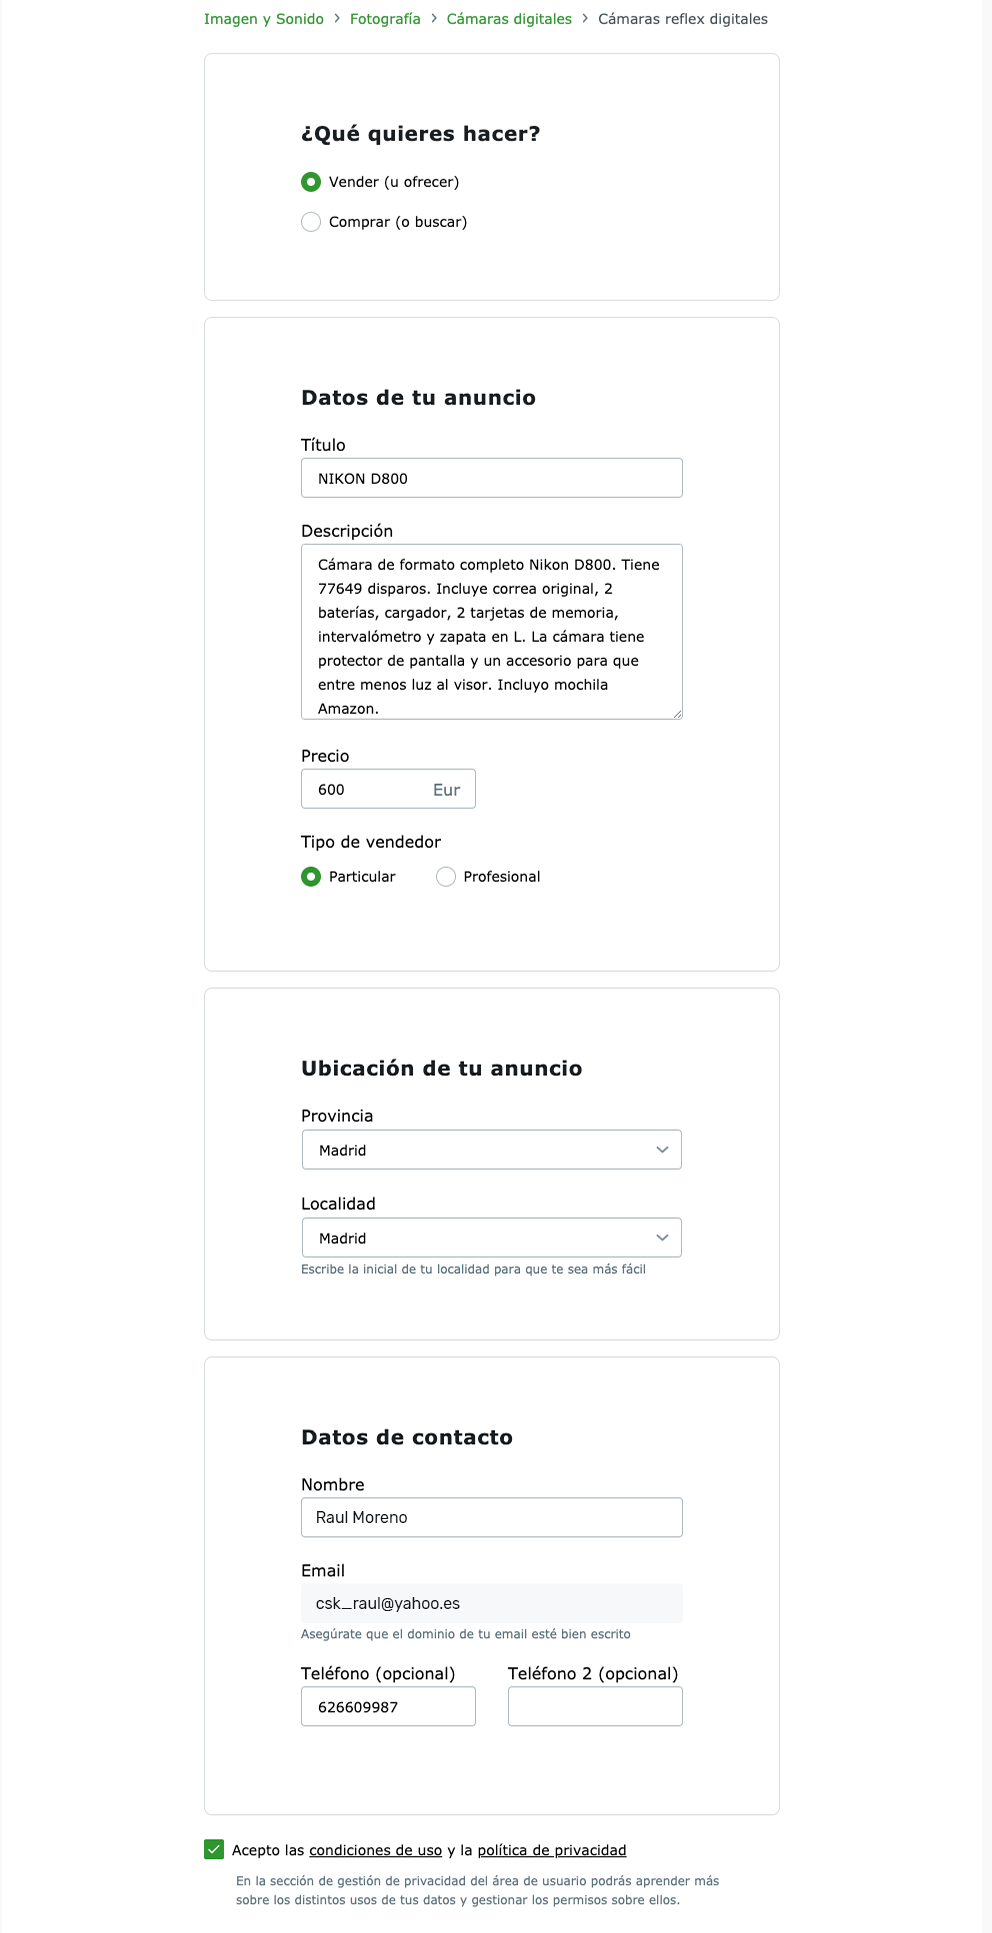 Imagen y Sonido > Fotografía > Cámaras digitales > Cámaras reflex digitales
¿Qué quieres hacer?
Vender (u ofrecer)
Comprar (o buscar)
Datos de tu anuncio
Título
NIKON D800
Descripción
Cámara de formato completo Nikon D800. Tiene
77649 disparos. Incluye correa original, 2
baterías, cargador, 2 tarjetas de memoria,
intervalómetro y zapata en L. La cámara tiene
protector de pantalla y un accesorio para que
entre menos luz al visor. Incluyo mochila
Amazon.
Precio
600 Eur
Tipo de vendedor
Particular Profesional
Ubicación de tu anuncio
Provincia
Madrid
Localidad
Madrid
Escribe la inicial de tu localidad para que te sea más fácil
Datos de contacto
Nombre
Raul Moreno
Email
csk_raul@yahoo.es
Asegúrate que el dominio de tu email esté bien escrito
Teléfono (opcional) Teléfono 2 (opcional)
626609987
Acepto las condiciones de uso y la política de privacidad
En la sección de gestión de privacidad del área de usuario podrás aprender más
sobre los distintos usos de tus datos y gestionar los permisos sobre ellos.